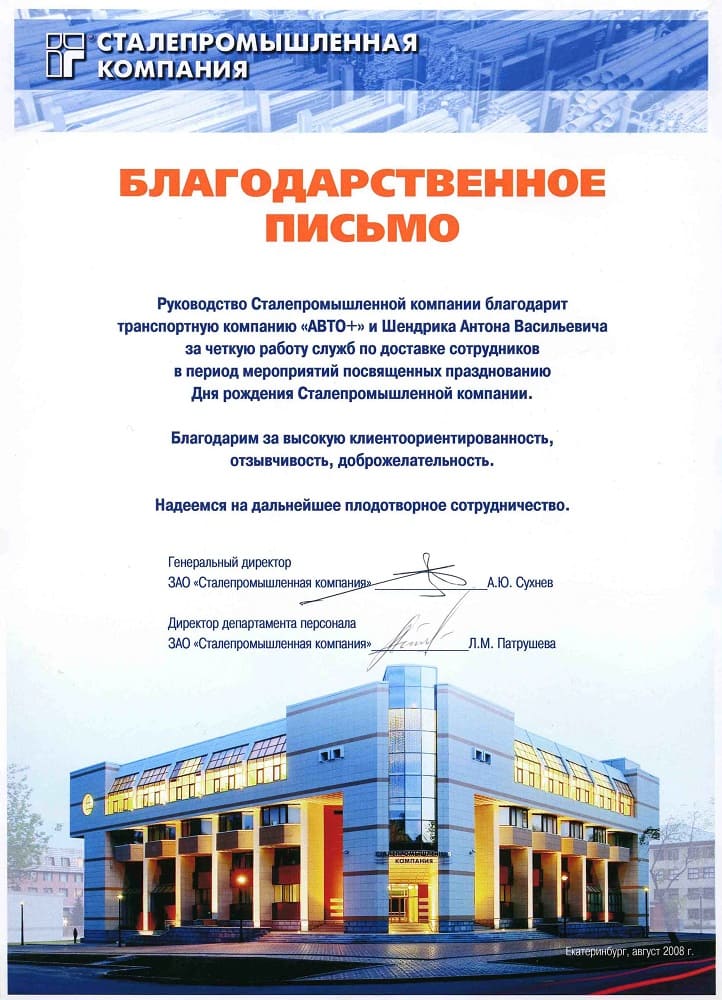 СТАЛЕПРОМЫШЛЕННАЯ
КОМПАНИЯ
БЛАГОДАРСТВЕННОЕ
ПИСЬМО
Руководство Сталепромышленной компании благодарит
транспортную компанию «АВТО+» и Шендрика Антона Васильевича
за четкую работу служб по доставке сотрудников
в период мероприятий посвященных празднованию
Дня рождения Сталепромышленной компании.
Благодарим за высокую клиентоориентированность,
отзывчивость, доброжелательность.
Надеемся на дальнейшее плодотворное сотрудничество.
Генеральный директор
ЗАО «Сталепромышленная компания» А.Ю. Сухнев
Директор департамента персонала
ЗАО «Сталепромышленная компания» Л.М. Патрушева
СТАЛЕПРОМЫШЛЕННАЯ
КОМПАНИЯ
Екатеринбург, август 2008 г.